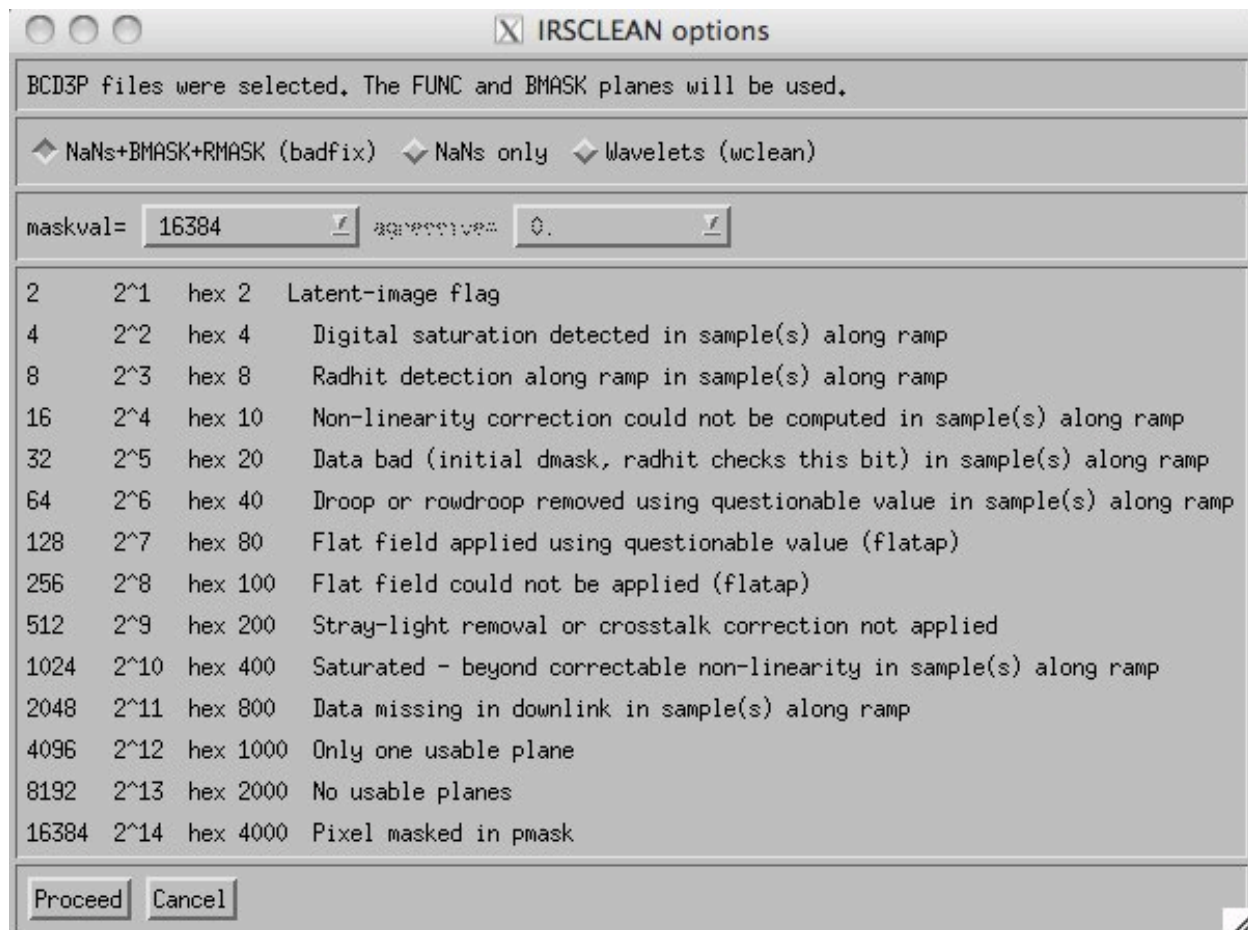 X IRSCLEAN options
BCD3P files were selected. The FUNC and BMASK planes will be used.
NaNs+BMASK+RMASK (badfix) NaNs only Wavelets (wclean)
maskval= 16384 0.
2 2^1 hex 2 Latent-image flag
4 2^2 hex 4 Digital saturation detected in sample(s) along ramp
8 2^3 hex 8 Radhit detection along ramp in sample(s) along ramp
16 2^4 hex 10 Non-linearity correction could not be computed in sample(s) along ramp
32 2^5 hex 20 Data bad (initial dmask, radhit checks this bit) in sample(s) along ramp
64 2^6 hex 40 Droop or rowdroop removed using questionable value in sample(s) along ramp
128 2^7 hex 80 Flat field applied using questionable value (flatap)
256 2^8 hex 100 Flat field could not be applied (flatap)
512 2^9 hex 200 Stray-light removal or crosstalk correction not applied
1024 2^10 hex 400 Saturated - beyond correctable non-linearity in sample(s) along ramp
2048 2^11 hex 800 Data missing in downlink in sample(s) along ramp
4096 2^12 hex 1000 Only one usable plane
8192 2^13 hex 2000 No usable planes
16384 2^14 hex 4000 Pixel masked in pmask
Proceed Cancel